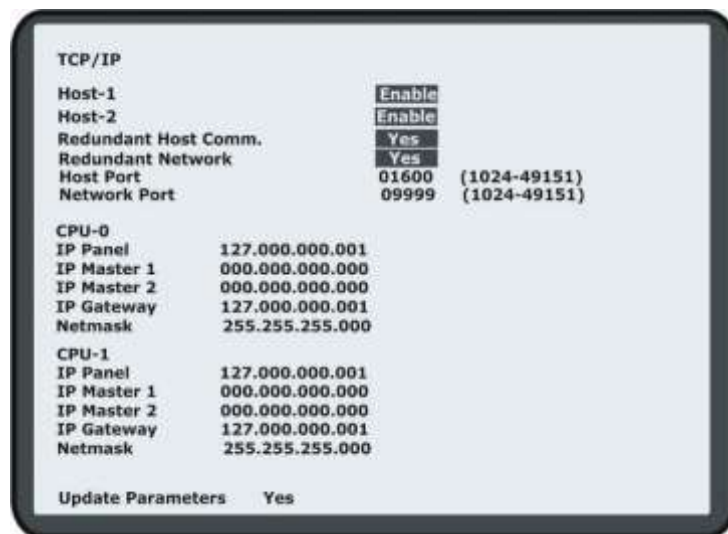 TCP/IP
Host-1 Enable
Host-2 Enable
Redundant Host Comm. Yes
Redundant Network Yes
Host Port 01600 (1024-49151)
Network Port 09999 (1024-49151)
CPU-0
IP Panel 127.000.000.001
IP Master 1 000.000.000.000
IP Master 2 000.000.000.000
IP Gateway 127.000.000.001
Netmask 255.255.255.000
CPU-1
IP Panel 127.000.000.001
IP Master 1 000.000.000.000
IP Master 2 000.000.000.000
IP Gateway 127.000.000.001
Netmask 255.255.255.000
Update Parameters Yes